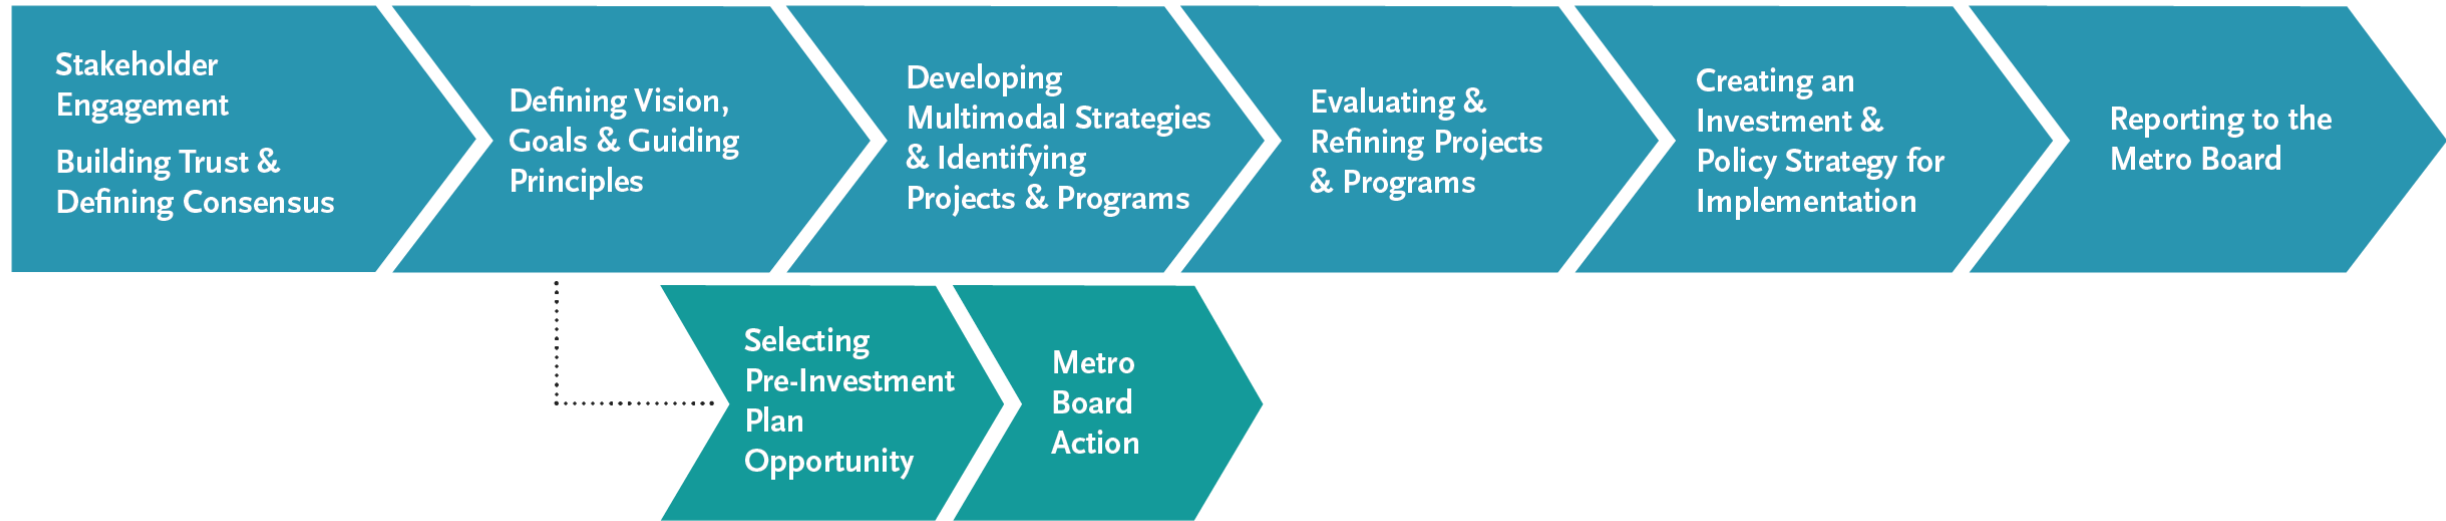 Stakeholder
Engagement
Building Trust &
Defining Consensus
Defining Vision,
Goals & Guiding
Principles
Developing
Multimodal Strategies
& Identifying
Projects & Programs
Evaluating &
Refining Projects
& Programs
Creating an
Investment &
Policy Strategy for
Implementation
Reporting to the
Metro Board
Selecting
Pre-Investment
Plan
Opportunity
Metro
Board
Action